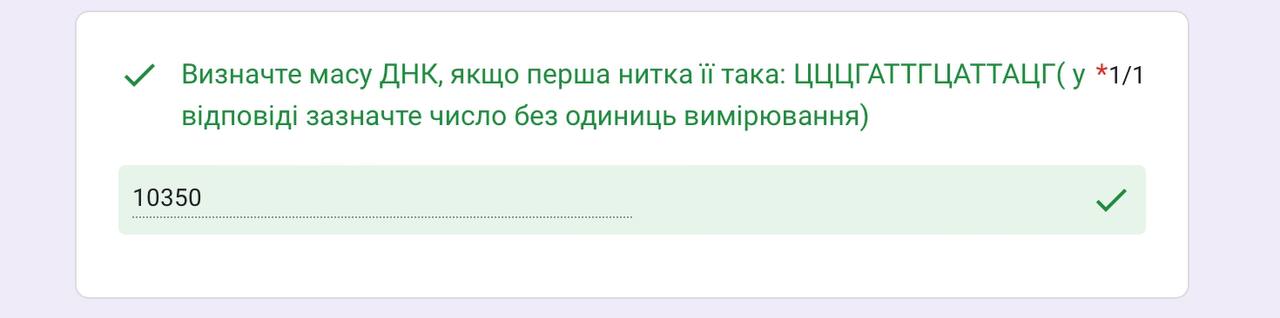 Визначте масу ДНК, якщо перша нитка її така: ЦЦЦГАТТГЦАТТАЦГ( у *1/1
відповіді зазначте число без одиниць вимірювання)
10350